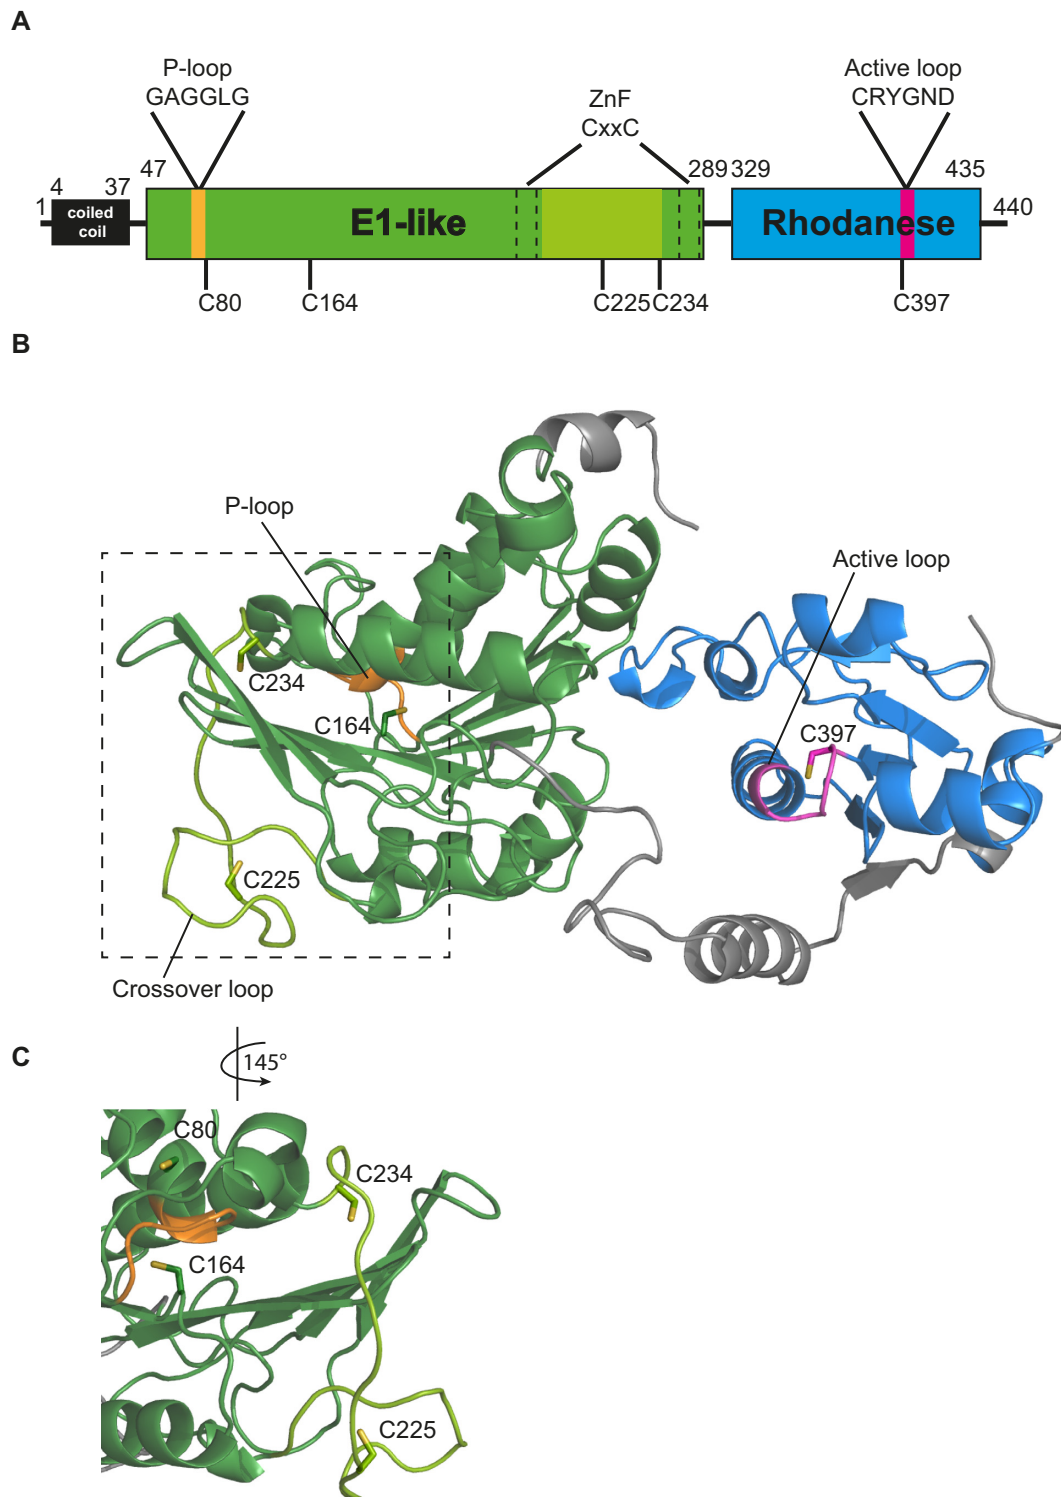 A
P-loop
GAGGLG
ZnF
CxxC
Active loop
CRYGND
1
4
37
47
289
329
435
440
coiled
coil
E1-like
Rhodanese
C80
C164
C225
C234
C397
B
P-loop
Active loop
C234
C164
C397
C225
Crossover loop
C
145°
C80
C234
C164
C225